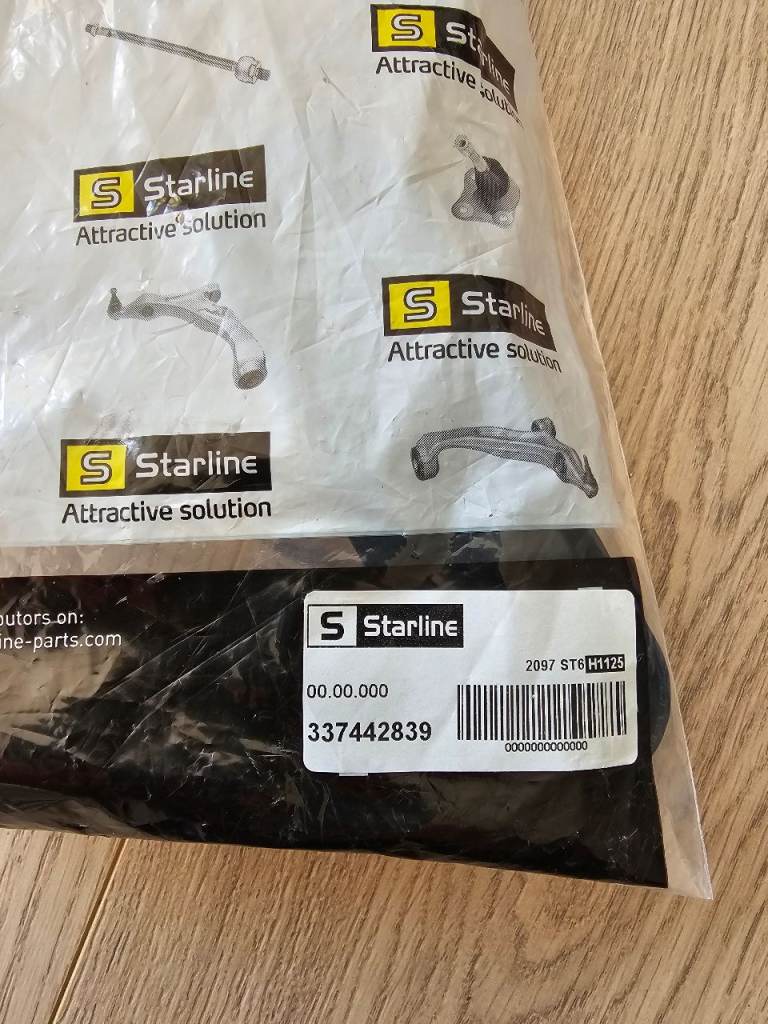 S Starline
Attractive solution
S Starline
Attractive solution
S Starline
Attractive solution
S Starline
Attractive solution
butors on:
ine-parts.com
S Starline
2097 ST6 H1125
00.00.000
337442839
0000000000000